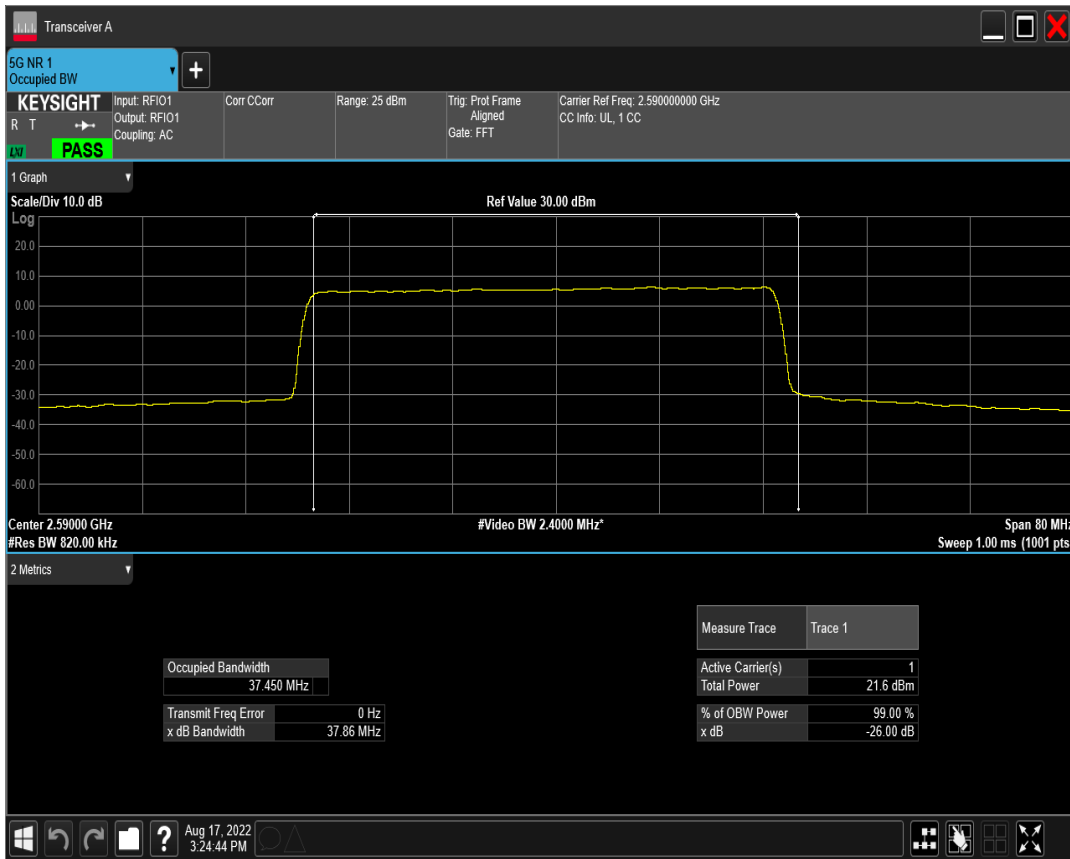 Transceiver A
5G NR 1
Occupied BW
+
KEYSIGHT
R T
LXI
PASS
Input: RFIO1
Output: RFIO1
Coupling: AC
Corr CCorr
Range: 25 dBm
Trig: Prot Frame
Aligned
Gate: FFT
Carrier Ref Freq: 2.590000000 GHz
CC Info: UL, 1 CC
1 Graph
Scale/Div 10.0 dB
Ref Value 30.00 dBm
Log
20.0
10.0
0.00
-10.0
-20.0
-30.0
-40.0
-50.0
-60.0
Center 2.59000 GHz
#Video BW 2.4000 MHz*
Span 80 MHz
#Res BW 820.00 kHz
Sweep 1.00 ms (1001 pts
2 Metrics
Measure Trace Trace 1
Occupied Bandwidth
37.450 MHz
Active Carrier(s) 1
Total Power 21.6 dBm
Transmit Freq Error 0 Hz
x dB Bandwidth 37.86 MHz
% of OBW Power 99.00 %
x dB -26.00 dB
?
Aug 17, 2022
3:24:44 PM